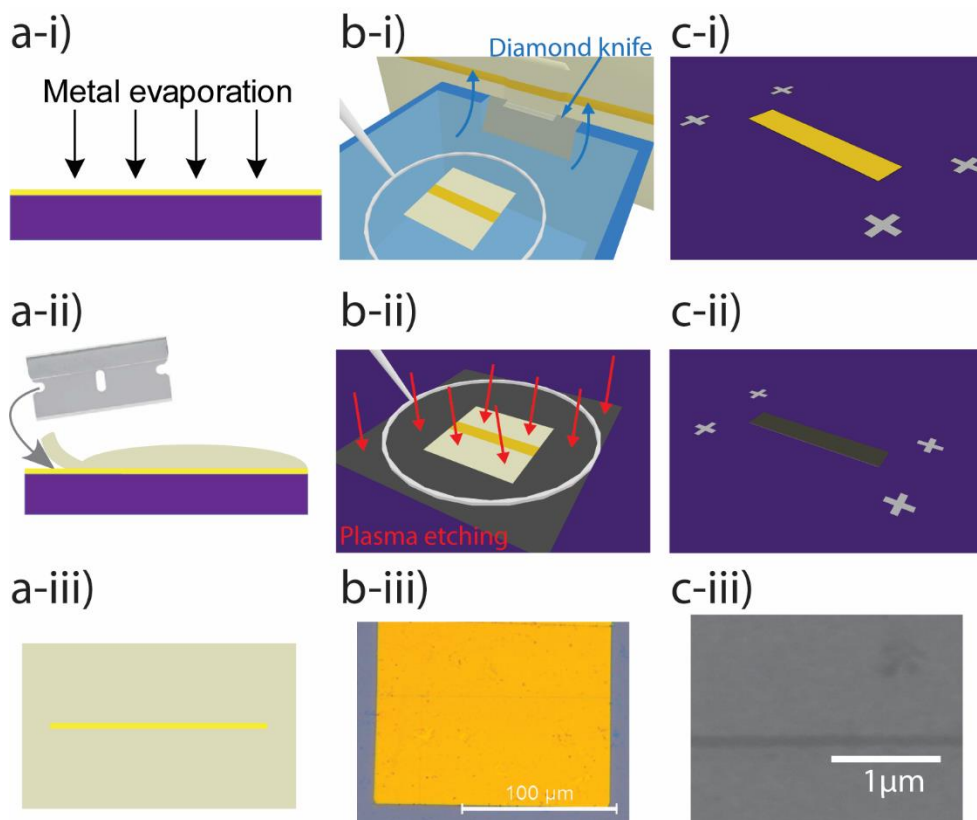 a-i)
Metal evaporation
b-i)
Diamond knife
c-i)
a-ii)
b-ii)
Plasma etching
c-ii)
a-iii)
b-iii)
100 µm
c-iii)
1µm